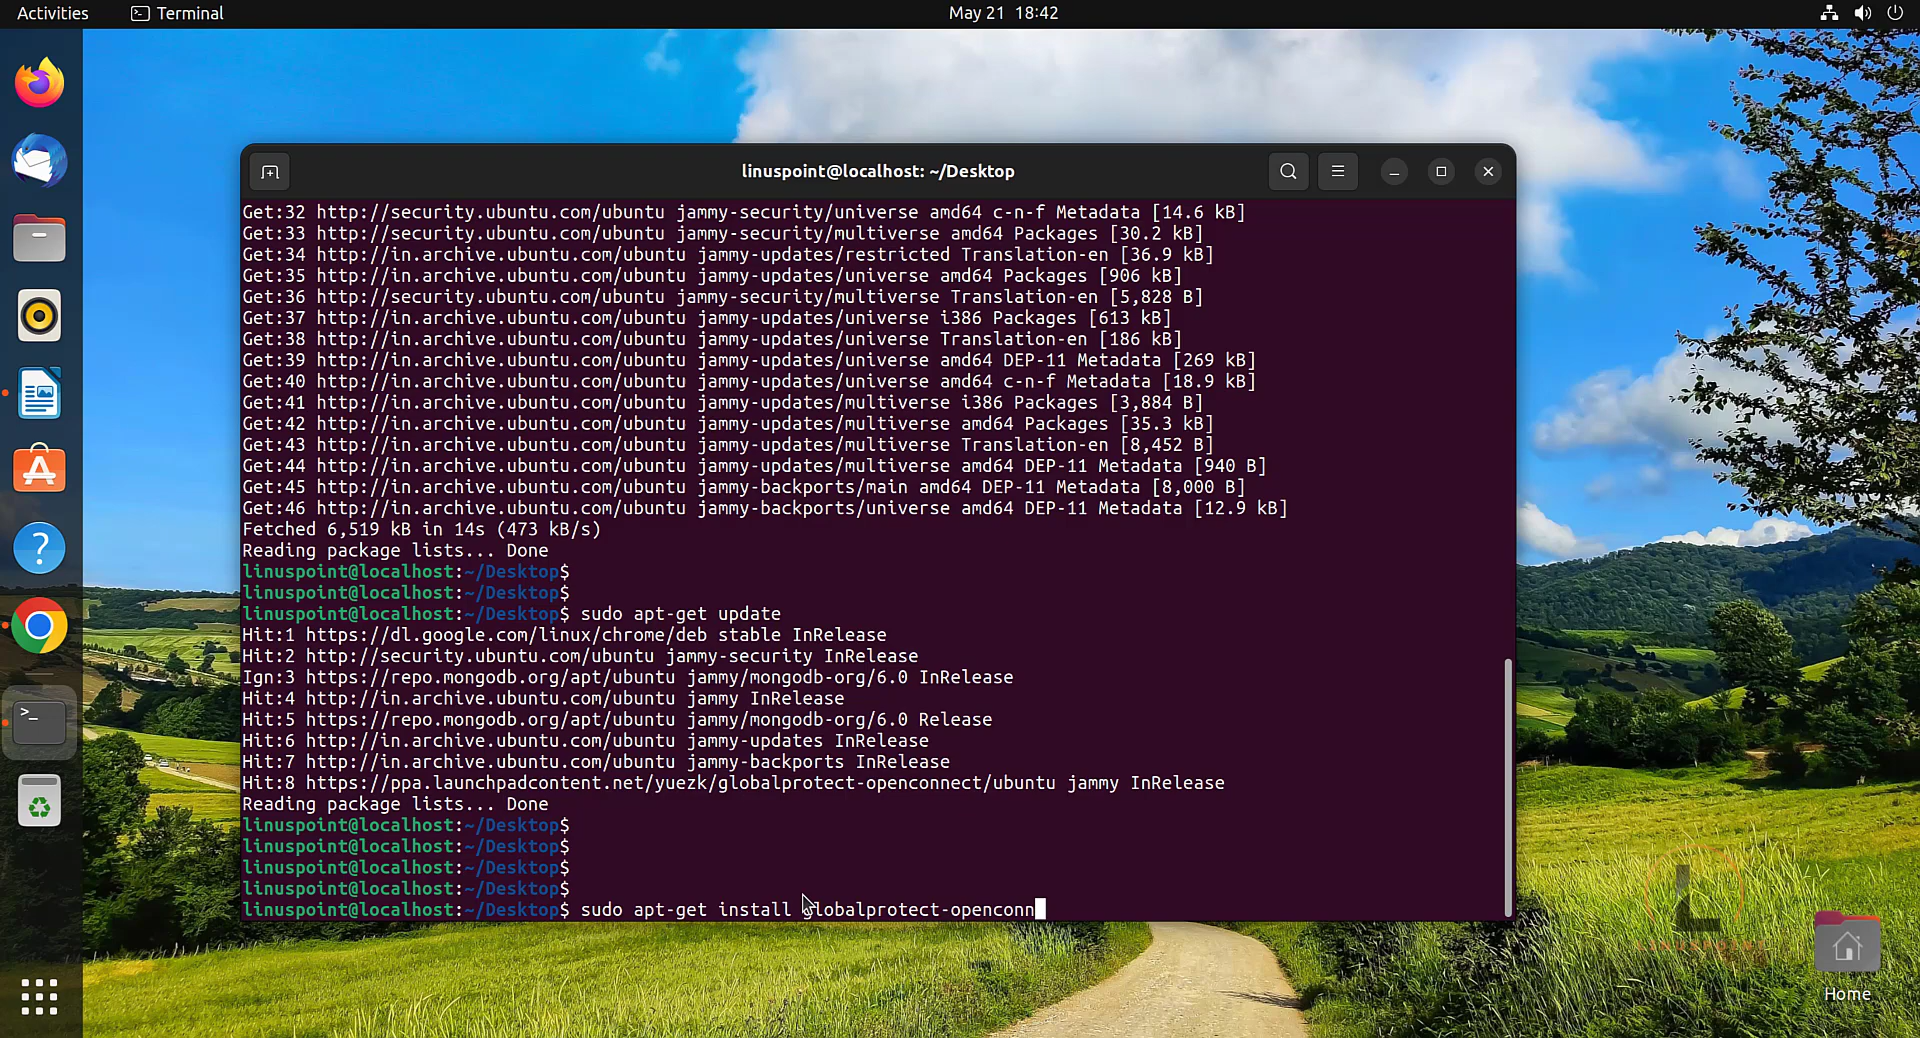 Activities
Terminal
May 21 18:42
linuspoint@localhost: ~/Desktop
Get:32 http://security.ubuntu.com/ubuntu jammy-security/universe amd64 c-n-f Metadata [14.6 kB]
Get:33 http://security.ubuntu.com/ubuntu jammy-security/multiverse amd64 Packages [30.2 kB]
Get:34 http://in.archive.ubuntu.com/ubuntu jammy-updates/restricted Translation-en [36.9 kB]
Get:35 http://in.archive.ubuntu.com/ubuntu jammy-updates/universe amd64 Packages [906 kB]
Get:36 http://security.ubuntu.com/ubuntu jammy-security/multiverse Translation-en [5,828 B]
Get:37 http://in.archive.ubuntu.com/ubuntu jammy-updates/universe i386 Packages [613 kB]
Get:38 http://in.archive.ubuntu.com/ubuntu jammy-updates/universe Translation-en [186 kB]
Get:39 http://in.archive.ubuntu.com/ubuntu jammy-updates/universe amd64 DEP-11 Metadata [269 kB]
Get:40 http://in.archive.ubuntu.com/ubuntu jammy-updates/universe amd64 c-n-f Metadata [18.9 kB]
Get:41 http://in.archive.ubuntu.com/ubuntu jammy-updates/multiverse i386 Packages [3,884 B]
Get:42 http://in.archive.ubuntu.com/ubuntu jammy-updates/multiverse amd64 Packages [35.3 kB]
Get:43 http://in.archive.ubuntu.com/ubuntu jammy-updates/multiverse Translation-en [8,452 B]
Get:44 http://in.archive.ubuntu.com/ubuntu jammy-updates/multiverse amd64 DEP-11 Metadata [940 B]
Get:45 http://in.archive.ubuntu.com/ubuntu jammy-backports/main amd64 DEP-11 Metadata [8,000 B]
Get:46 http://in.archive.ubuntu.com/ubuntu jammy-backports/universe amd64 DEP-11 Metadata [12.9 kB]
Fetched 6,519 kB in 14s (473 kB/s)
Reading package lists... Done
linuspoint@localhost:~/Desktop$
linuspoint@localhost:~/Desktop$
linuspoint@localhost:~/Desktop$ sudo apt-get update
Hit:1 https://dl.google.com/linux/chrome/deb stable InRelease
Hit:2 http://security.ubuntu.com/ubuntu jammy-security InRelease
Ign:3 https://repo.mongodb.org/apt/ubuntu jammy/mongodb-org/6.0 InRelease
Hit:4 http://in.archive.ubuntu.com/ubuntu jammy InRelease
Hit:5 https://repo.mongodb.org/apt/ubuntu jammy/mongodb-org/6.0 Release
Hit:6 http://in.archive.ubuntu.com/ubuntu jammy-updates InRelease
Hit:7 http://in.archive.ubuntu.com/ubuntu jammy-backports InRelease
Hit:8 https://ppa.launchpadcontent.net/yuezk/globalprotect-openconnect/ubuntu jammy InRelease
Reading package lists... Done
linuspoint@localhost:~/Desktop$
linuspoint@localhost:~/Desktop$
linuspoint@localhost:~/Desktop$
linuspoint@localhost:~/Desktop$
linuspoint@localhost:~/Desktop$ sudo apt-get install globalprotect-openconn
Home